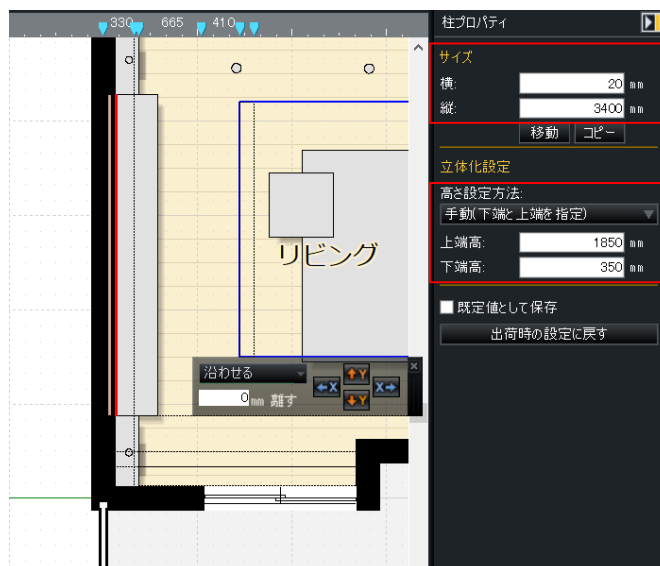 330 665 410
柱プロパティ
サイズ
横: 20 mm
縦: 3400 mm
移動 コピー
立体化設定
高さ設定方法:
手動(下端と上端を指定)
上端高: 1850 mm
下端高: 350 mm
既定値として保存
出荷時の設定に戻す
リビング
沿わせる
0 mm 離す
←X ↑Y ↓Y X→